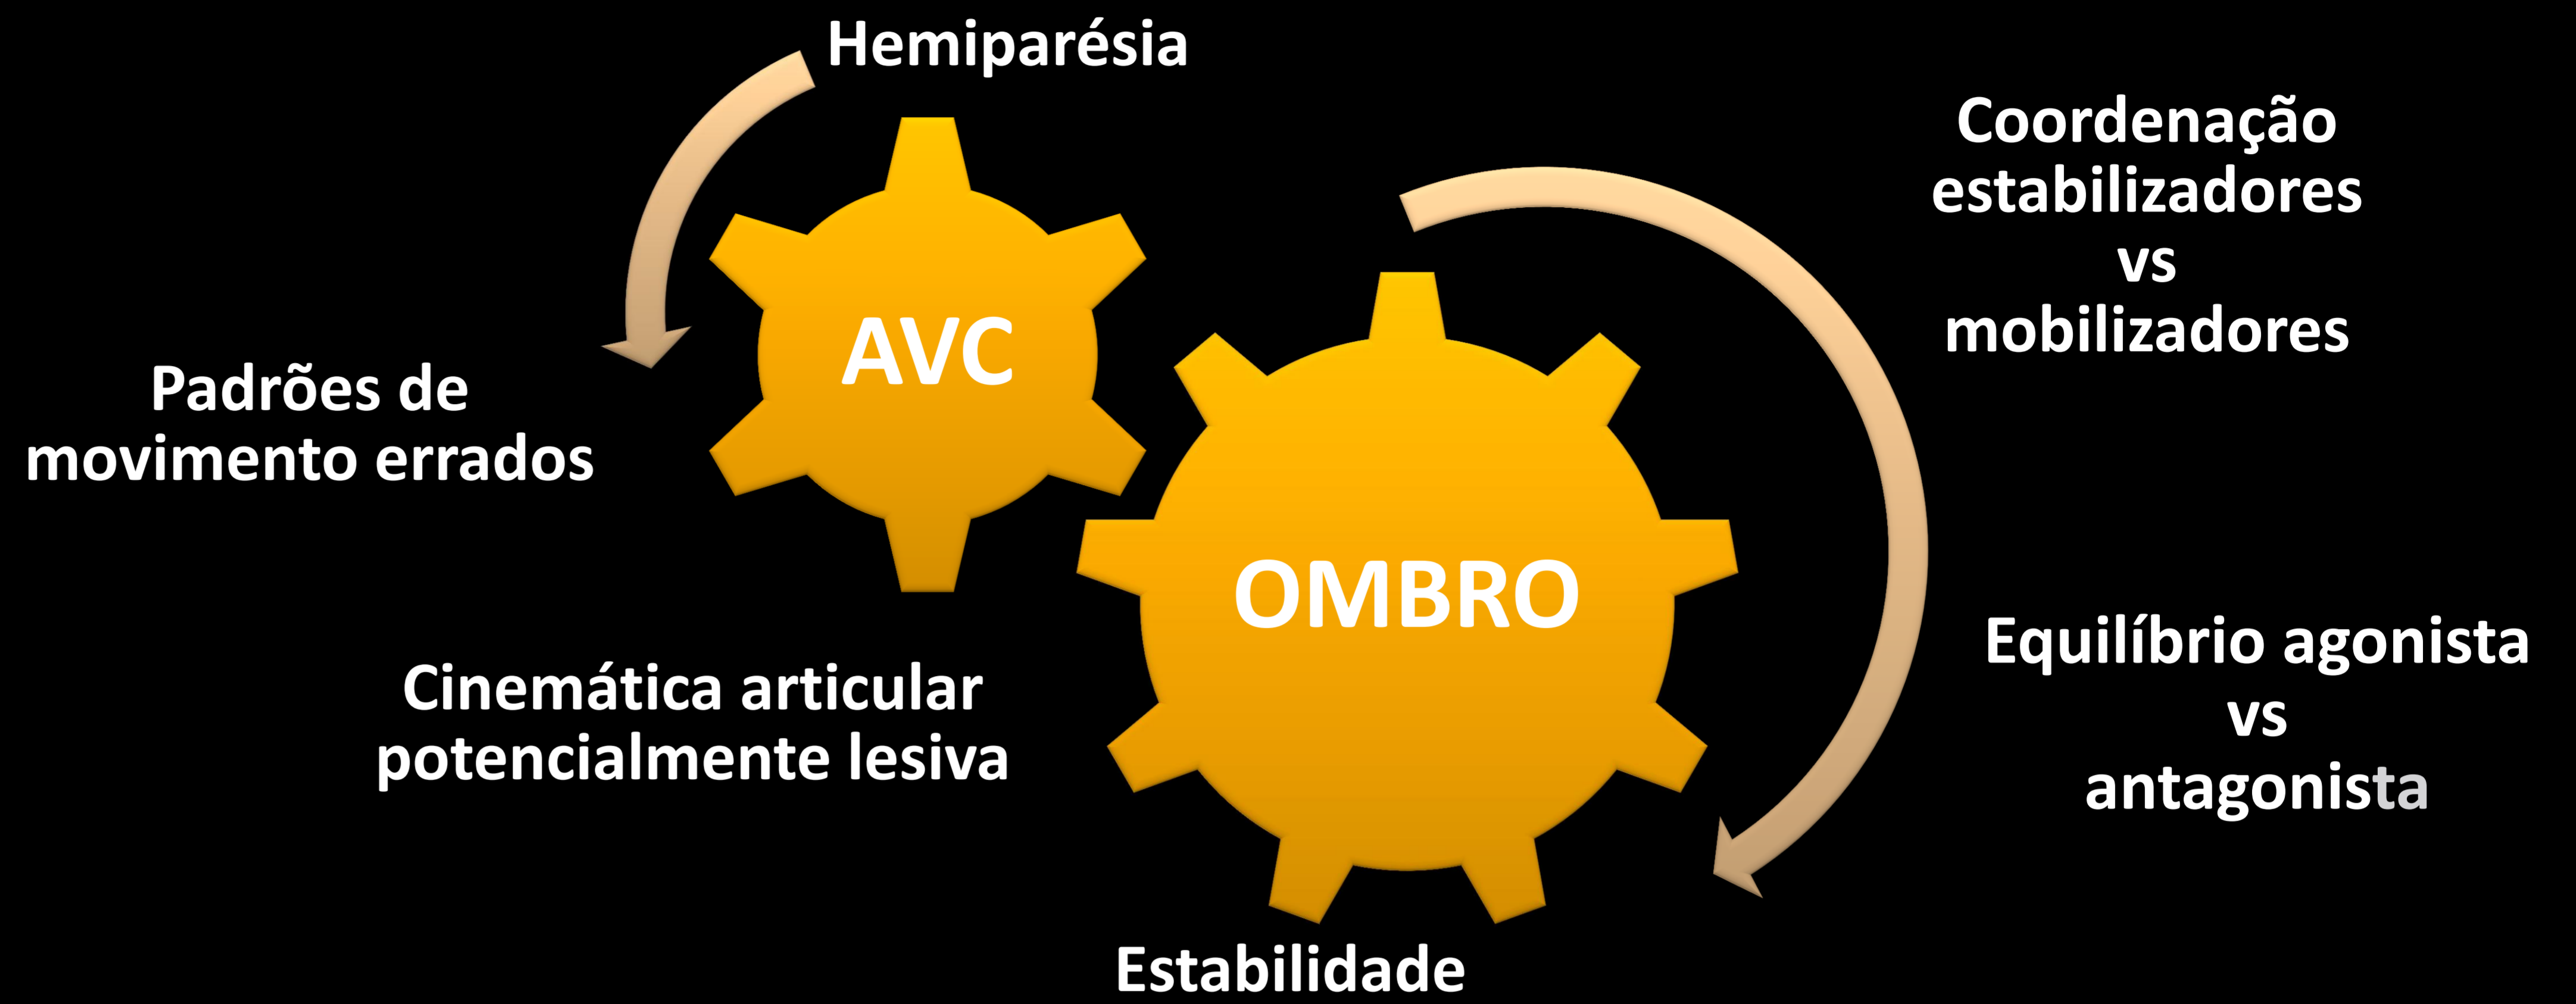 Hemiparésia
AVC
Padrões de
movimento errados
Cinemática articular
potencialmente lesiva
OMBRO
Coordenação
estabilizadores
vs
mobilizadores
Equilíbrio agonista
vs
antagonista
Estabilidade